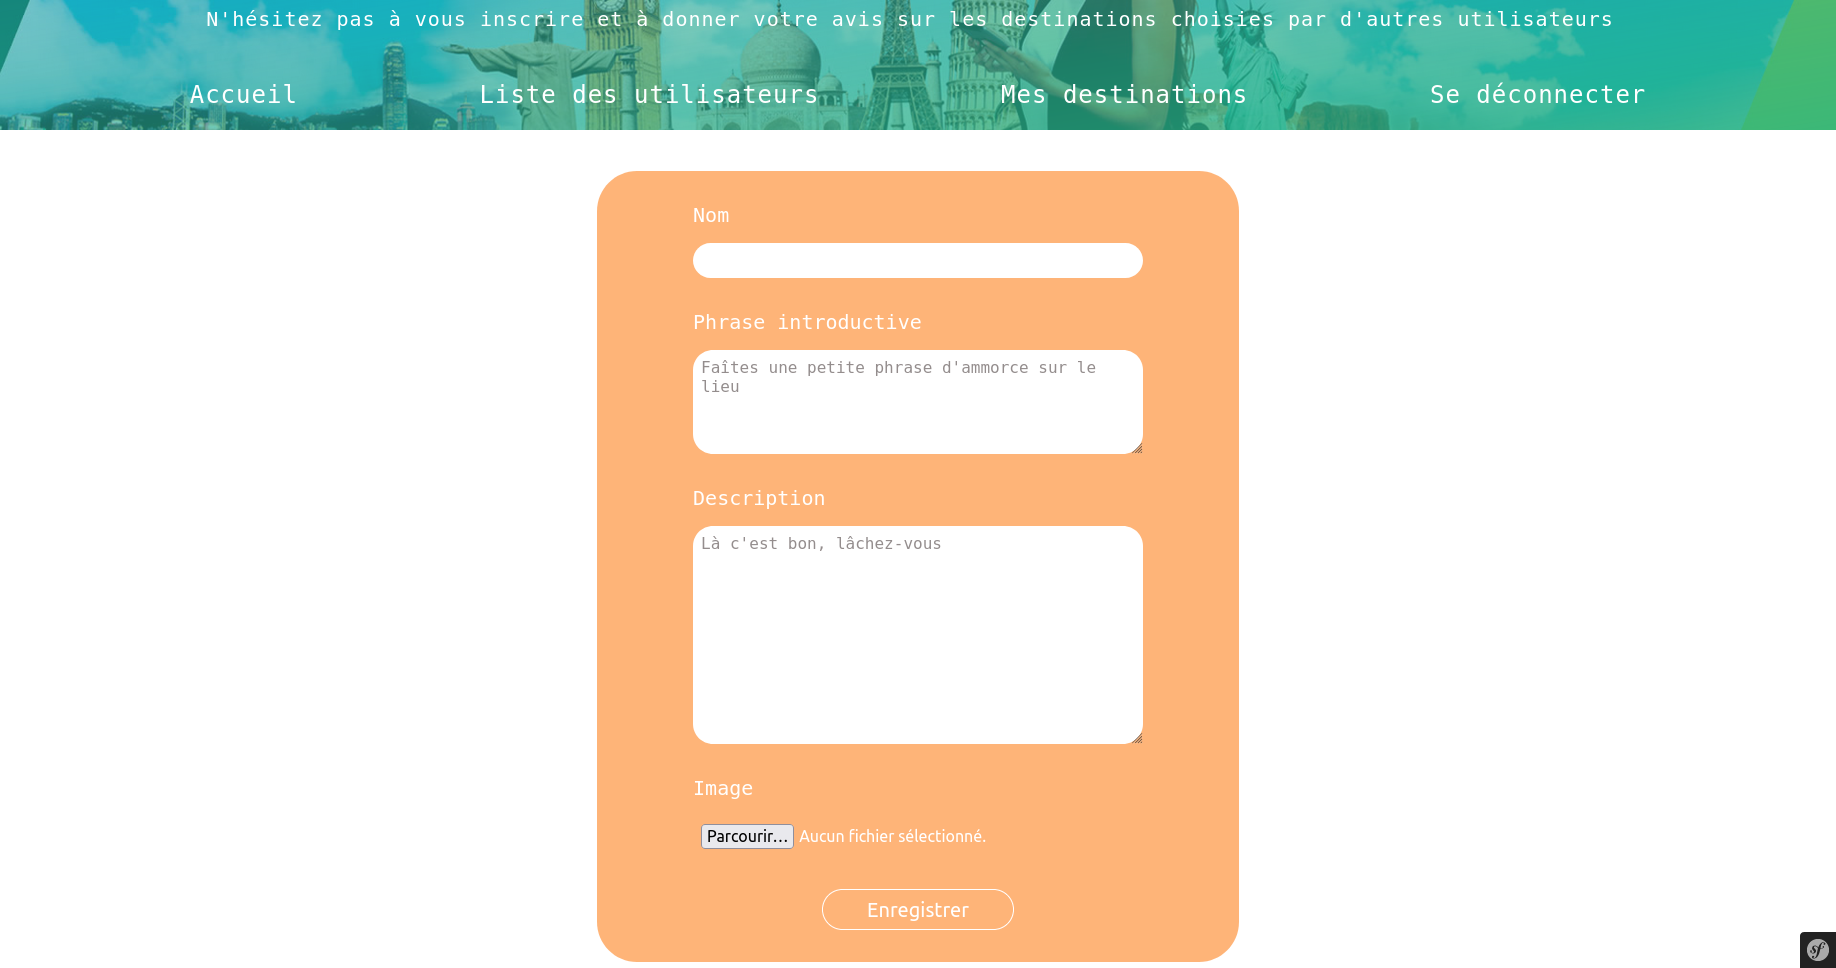 N'hésitez pas à vous inscrire et à donner votre avis sur les destinations choisies par d'autres utilisateurs
Accueil Liste des utilisateurs Mes destinations Se déconnecter
Nom
Phrase introductive
Faîtes une petite phrase d'ammorce sur le
lieu
Description
Là c'est bon, lâchez-vous
Image
Parcourir... Aucun fichier sélectionné.
Enregistrer
sf